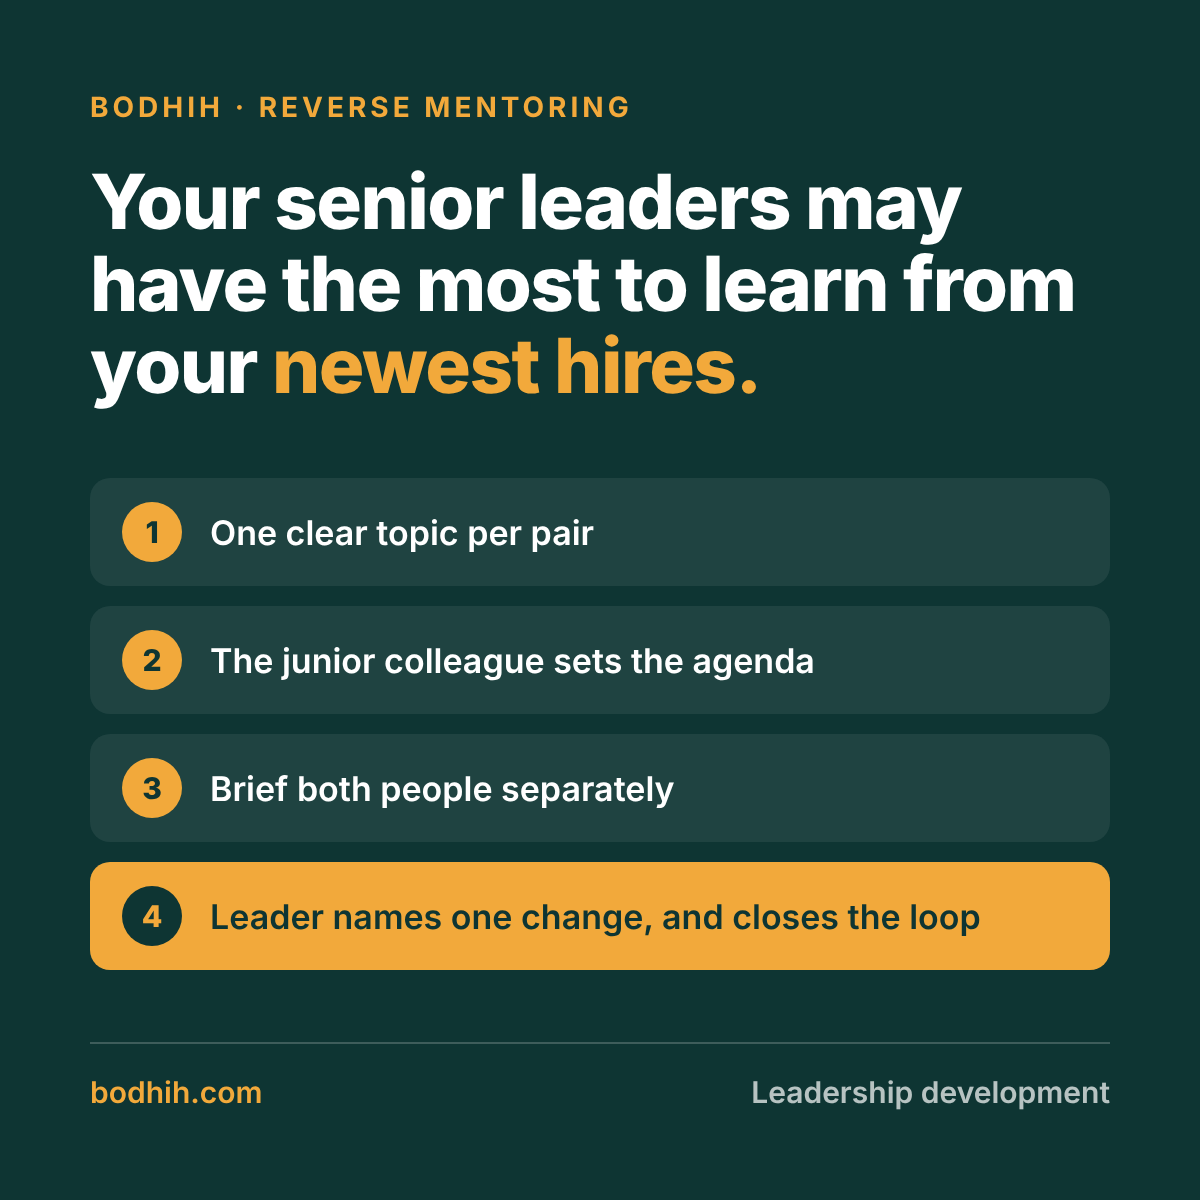 BODHIH · REVERSE MENTORING
Your senior leaders may
have the most to learn from
your newest hires.
1 One clear topic per pair
2 The junior colleague sets the agenda
3 Brief both people separately
4 Leader names one change, and closes the loop
bodhih.com Leadership development